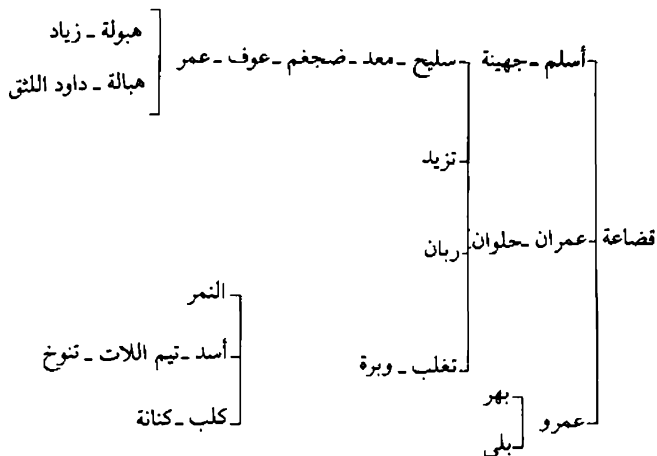 هبولة - زياد
أسلم - جهينة سليح - معد - ضجغم - عوف - عمر
هبالة - داود اللثق
تزيد
قضاعة عمران - حلوان ربان
النمر
أسد - تيم اللات - تنوخ
تغلب - وبرة
بهر
كلب - كنانة
عمرو
بلي